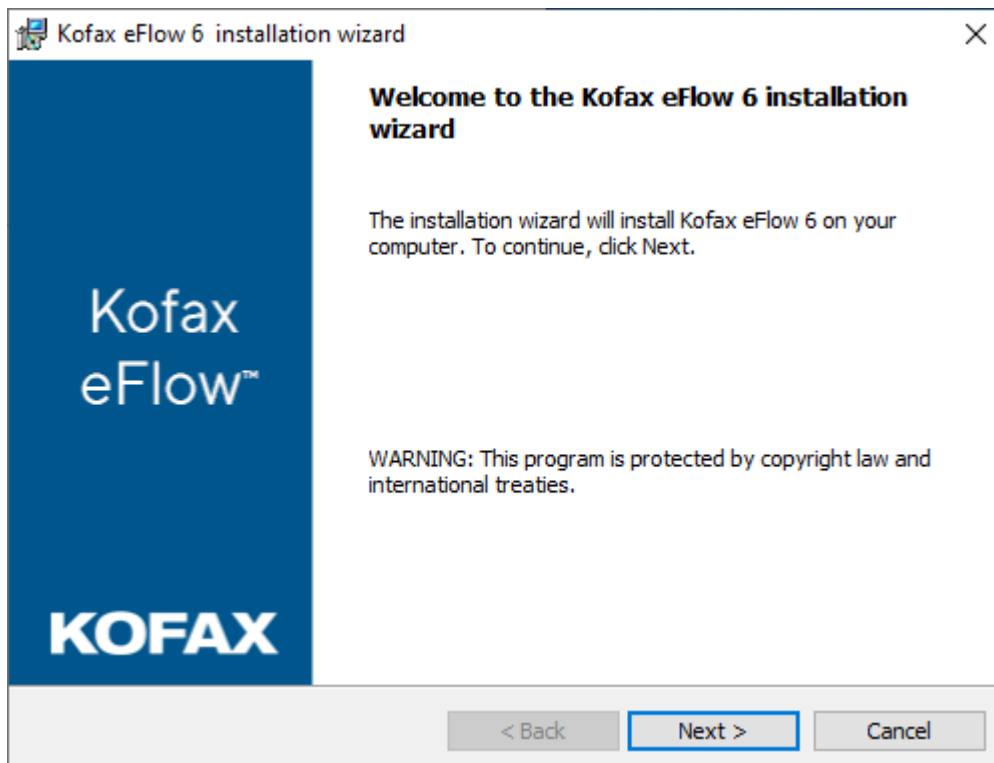 Kofax eFlow 6  installation wizard
Welcome to the Kofax eFlow 6 installation
wizard
The installation wizard will install Kofax eFlow 6 on your
computer. To continue, click Next.
Kofax
eFlow™
WARNING: This program is protected by copyright law and
international treaties.
KOFAX
< Back
Next >
Cancel